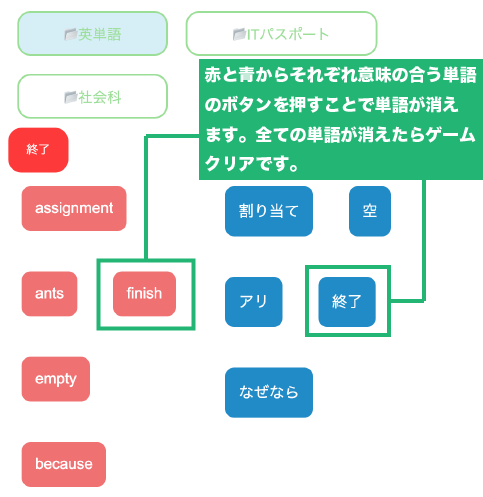 英単語
ITパスポート
社会科
赤と青からそれぞれ意味の合う単語
のボタンを押すことで単語が消え
ます。全ての単語が消えたらゲーム
クリアです。
終了
assignment
割り当て
空
ants
finish
アリ
終了
empty
なぜなら
because